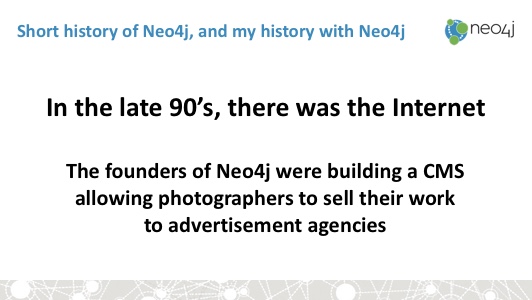 Short history of Neo4j, and my history with Neo4j
neo4j
In the late 90’s, there was the Internet
The founders of Neo4j were building a CMS
allowing photographers to sell their work
to advertisement agencies